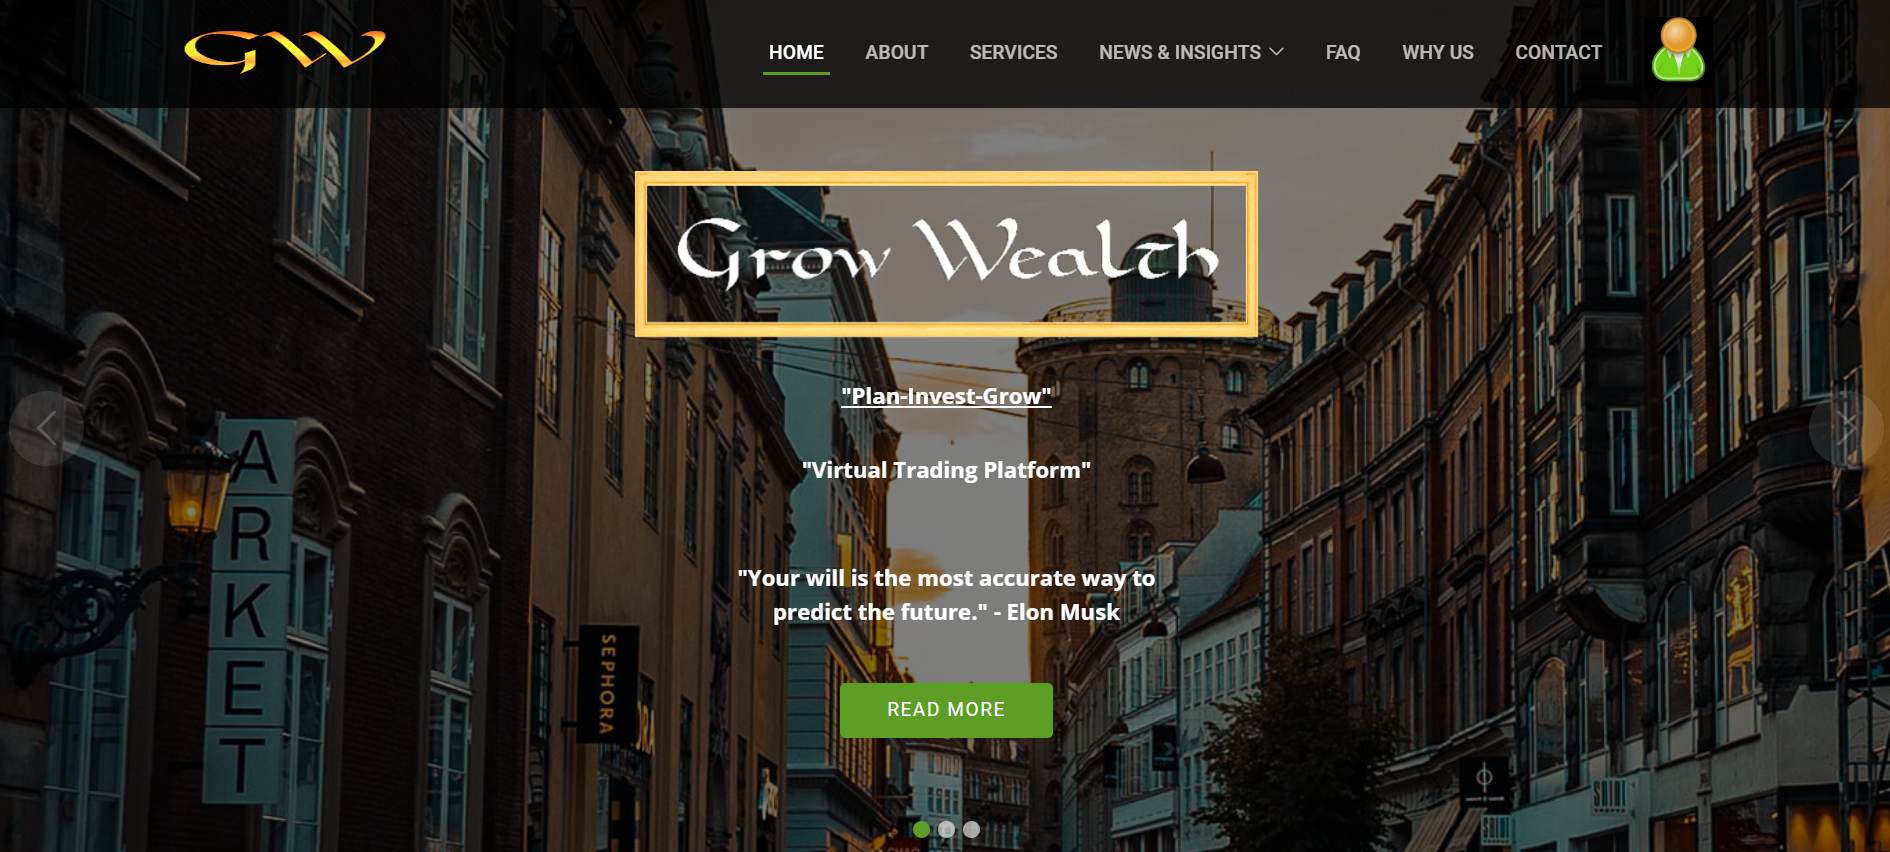 GW
HOME
ABOUT
SERVICES
NEWS & INSIGHTS
FAQ
WHY US
CONTACT
Grow Wealth
"Plan-Invest-Grow"
"Virtual Trading Platform"
"Your will is the most accurate way to
predict the future." - Elon Musk
READ MORE
ARKET
SEPHORA